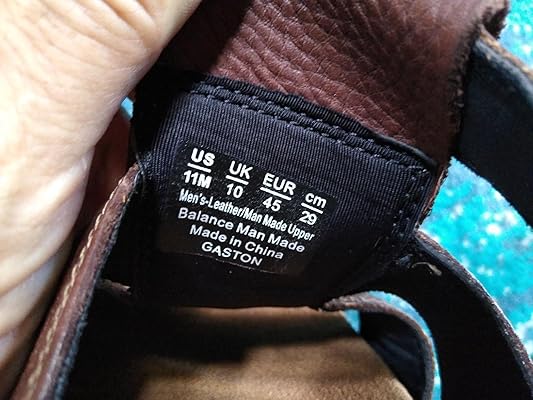 US UK EUR cm
11M 10 45 29
Men's-Leather/Man Made Upper
Balance Man Made
Made in China
GASTON